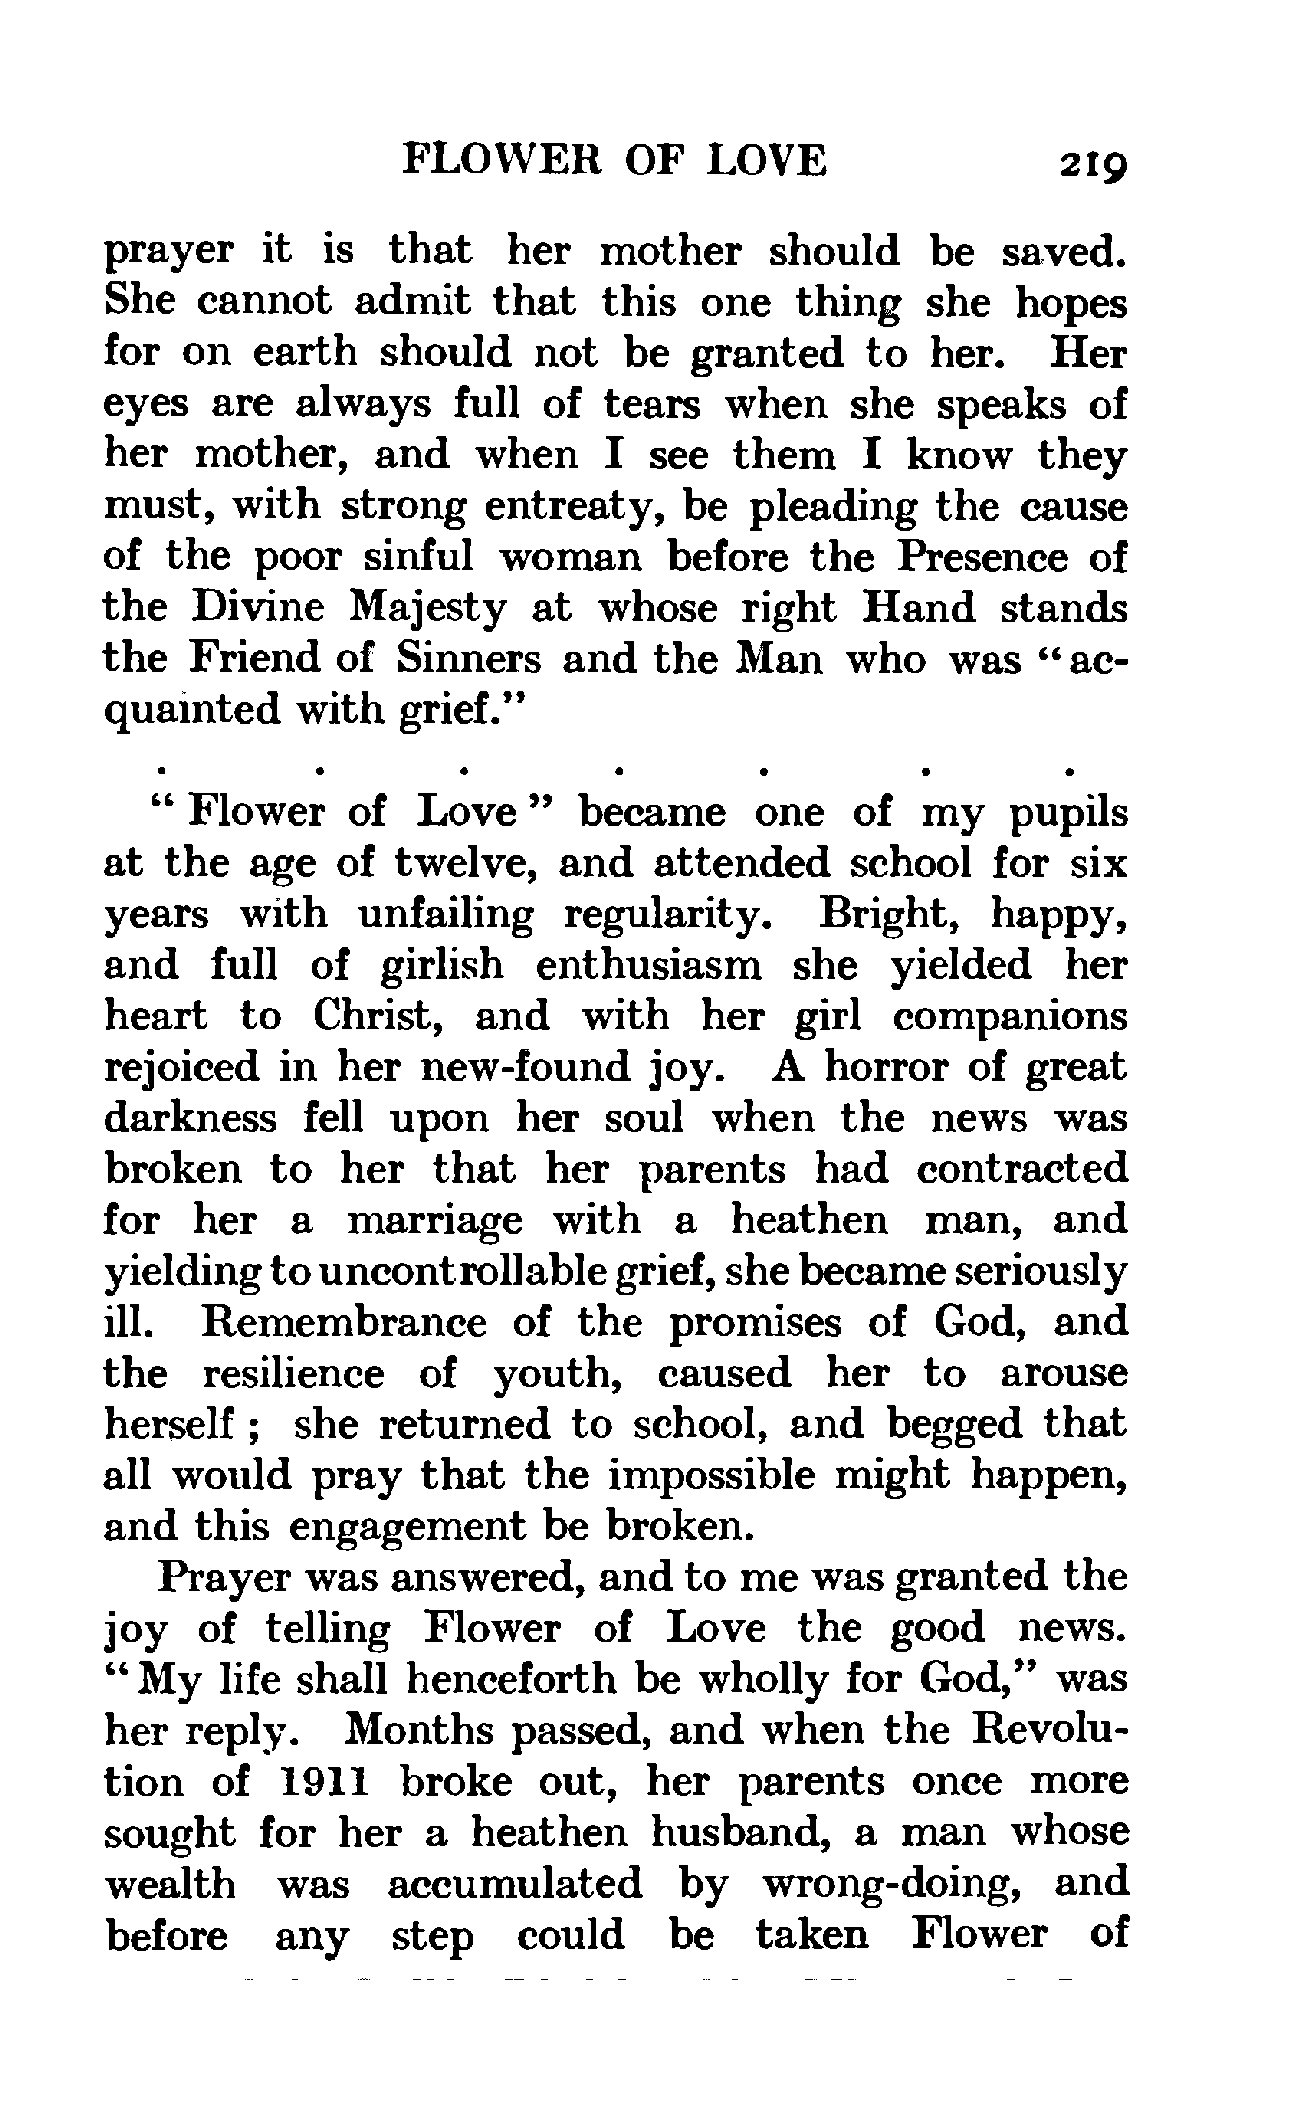 FLOWER OF LOVE 219
prayer it is that her mother should be saved.
She cannot admit that this one thing she hopes
for on earth should not be granted to her. Her
eyes are always full of tears when she speaks of
her mother, and when I see them I know they
must, with strong entreaty, be pleading the cause
of the poor sinful woman before the Presence of
the Divine Majesty at whose right Hand stands
the Friend of Sinners and the Man who was “ ac-
quainted with grief.”
. . . . . . .
“ Flower of Love ” became one of my pupils
at the age of twelve, and attended school for six
years with unfailing regularity. Bright, happy,
and full of girlish enthusiasm she yielded her
heart to Christ, and with her girl companions
rejoiced in her new-found joy. A horror of great
darkness fell upon her soul when the news was
broken to her that her parents had contracted
for her a marriage with a heathen man, and
yielding to uncontrollable grief, she became seriously
ill. Remembrance of the promises of God, and
the resilience of youth, caused her to arouse
herself ; she returned to school, and begged that
all would pray that the impossible might happen,
and this engagement be broken.
Prayer was answered, and to me was granted the
joy of telling Flower of Love the good news.
“ My life shall henceforth be wholly for God,” was
her reply. Months passed, and when the Revolu-
tion of 1911 broke out, her parents once more
sought for her a heathen husband, a man whose
wealth was accumulated by wrong-doing, and
before any step could be taken Flower of